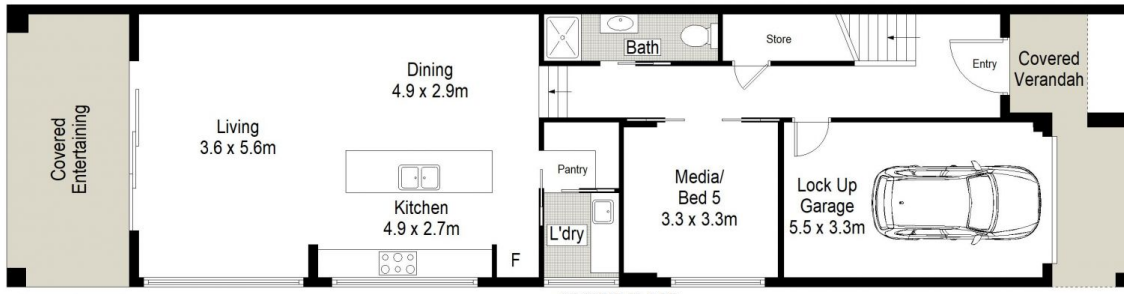 Covered
Entertaining
Living
3.6 x 5.6m
Dining
4.9 x 2.9m
Kitchen
4.9 x 2.7m
F
Bath
Pantry
L'dry
Store
Media/
Bed 5
3.3 x 3.3m
Lock Up
Garage
5.5 x 3.3m
Entry
Covered
Verandah